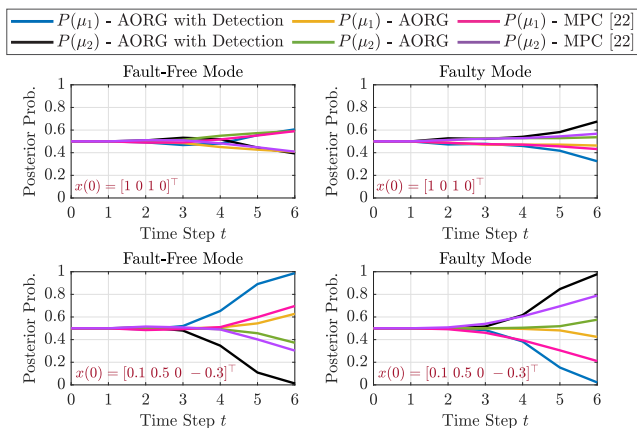 P(μ₁) - AORG with Detection P(μ₁) - AORG P(μ₁) - MPC [22]
P(μ₂) - AORG with Detection P(μ₂) - AORG P(μ₂) - MPC [22]
Fault-Free Mode
1
0.8
0.6
0.4
0.2
0
Posterior Prob.
x(0) = [1 0 1 0]⊤
0 1 2 3 4 5 6
Time Step t
Faulty Mode
1
0.8
0.6
0.4
0.2
0
Posterior Prob.
x(0) = [1 0 1 0]⊤
0 1 2 3 4 5 6
Time Step t
Fault-Free Mode
1
0.8
0.6
0.4
0.2
0
Posterior Prob.
x(0) = [0.1 0.5 0 − 0.3]⊤
0 1 2 3 4 5 6
Time Step t
Faulty Mode
1
0.8
0.6
0.4
0.2
0
Posterior Prob.
x(0) = [0.1 0.5 0 − 0.3]⊤
0 1 2 3 4 5 6
Time Step t